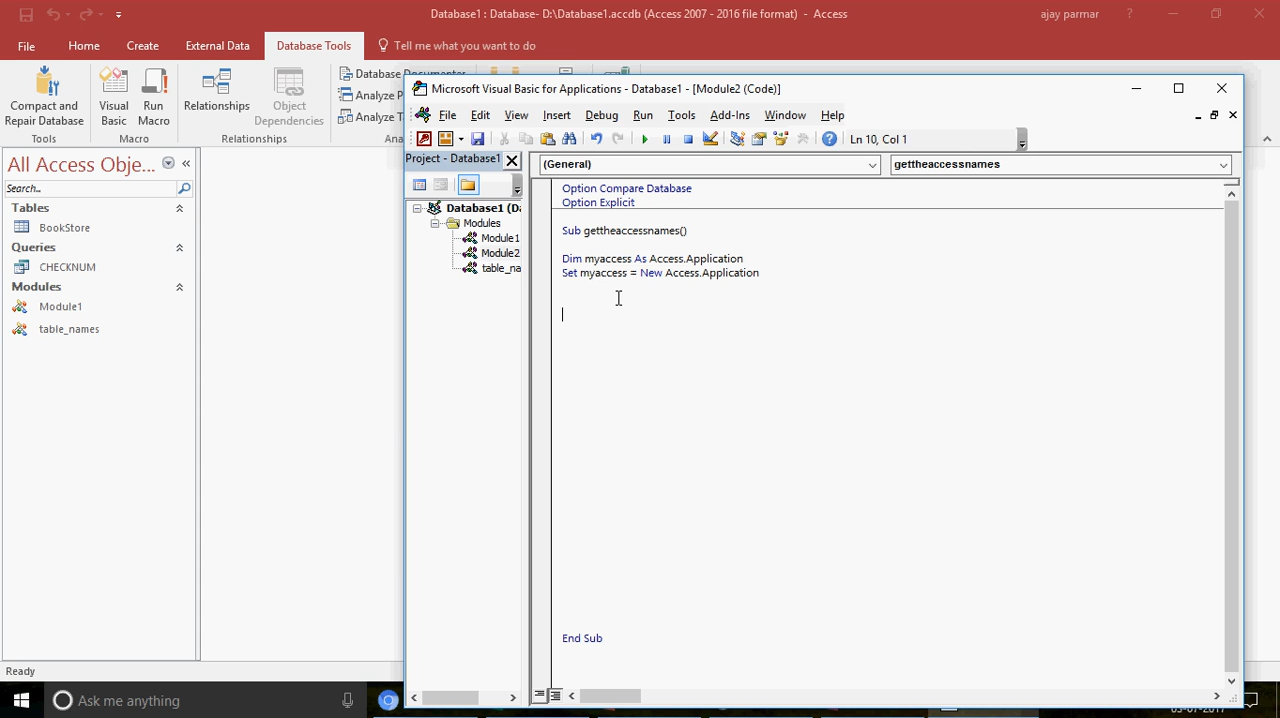 Database1 : Database- D:\Database1.accdb (Access 2007 - 2016 file format) - Access
ajay parmar
?
File
Home
Create
External Data
Database Tools
Tell me what you want to do
Compact and
Repair Database
Tools
Visual
Basic
Run
Macro
Macro
Relationships
Object
Dependencies
Relationships
Database Documenter
Analyze P
Analyze T
Ana
All Access Obje...
Search...
Tables
BookStore
Queries
CHECKNUM
Modules
Module1
table_names
Ready
Ask me anything
Microsoft Visual Basic for Applications - Database1 - [Module2 (Code)]
File
Edit
View
Insert
Debug
Run
Tools
Add-Ins
Window
Help
Ln 10, Col 1
Project - Database1
Database1 (Da
Modules
Module1
Module2
table_na
(General)
gettheaccessnames
Option Compare Database
Option Explicit
Sub gettheaccessnames()
Dim myaccess As Access.Application
Set myaccess = New Access.Application
End Sub